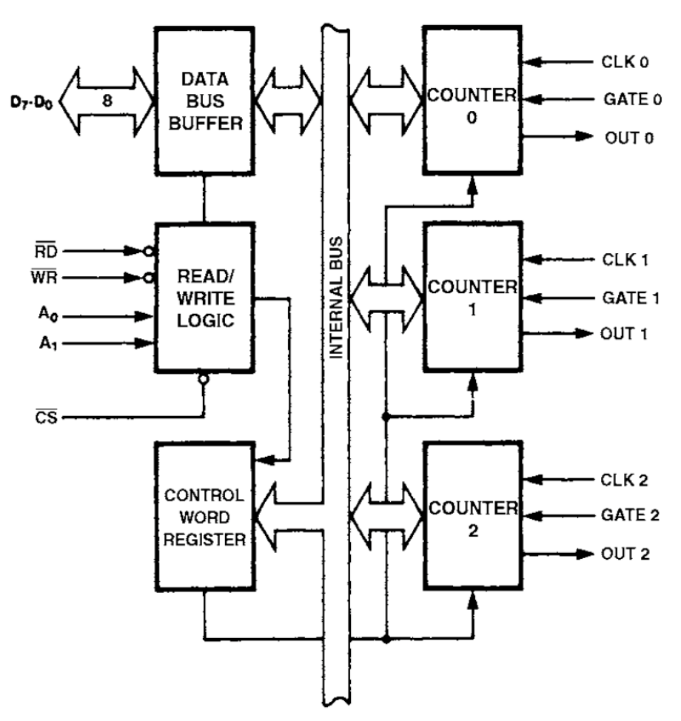 D7-D0
8
DATA
BUS
BUFFER
COUNTER
0
CLK 0
GATE 0
OUT 0
RD
WR
A0
A1
READ/
WRITE
LOGIC
CS
INTERNAL BUS
COUNTER
1
CLK 1
GATE 1
OUT 1
CONTROL
WORD
REGISTER
COUNTER
2
CLK 2
GATE 2
OUT 2